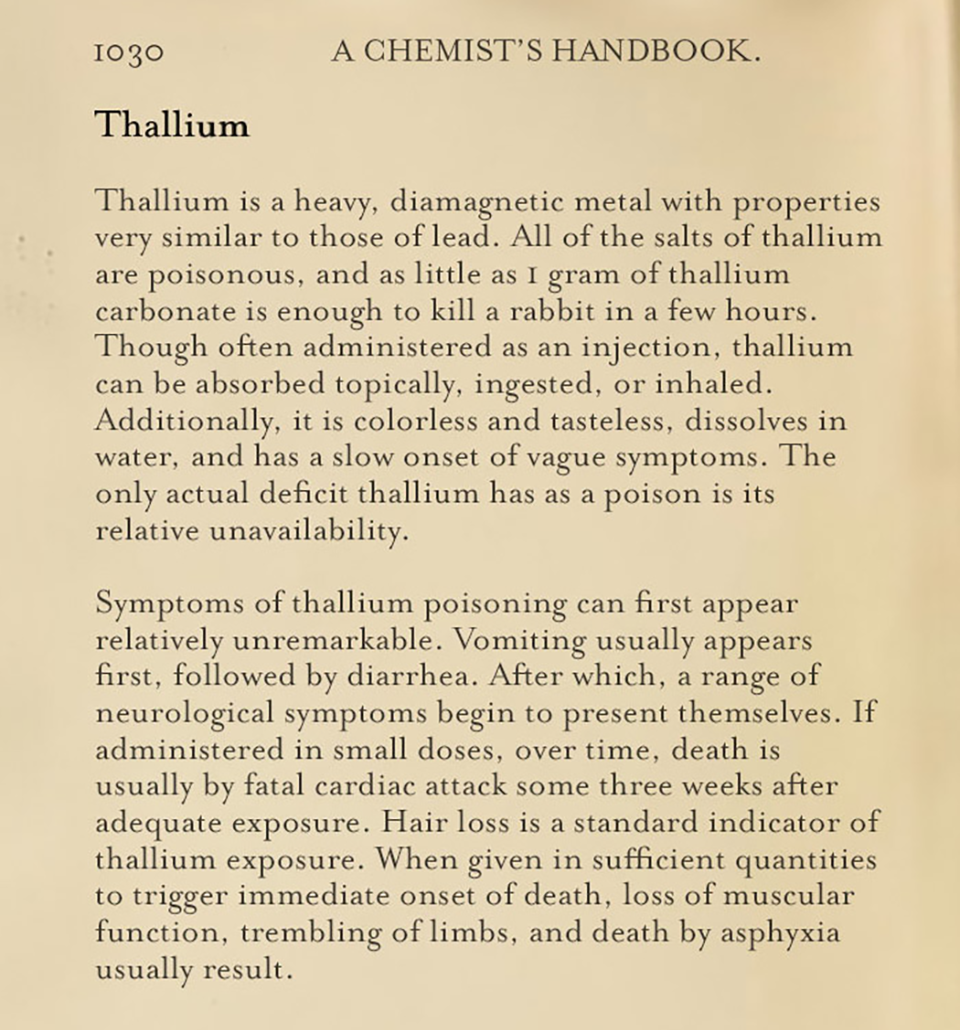 1030 A CHEMIST'S HANDBOOK.
Thallium
Thallium is a heavy, diamagnetic metal with properties
very similar to those of lead. All of the salts of thallium
are poisonous, and as little as 1 gram of thallium
carbonate is enough to kill a rabbit in a few hours.
Though often administered as an injection, thallium
can be absorbed topically, ingested, or inhaled.
Additionally, it is colorless and tasteless, dissolves in
water, and has a slow onset of vague symptoms. The
only actual deficit thallium has as a poison is its
relative unavailability.
Symptoms of thallium poisoning can first appear
relatively unremarkable. Vomiting usually appears
first, followed by diarrhea. After which, a range of
neurological symptoms begin to present themselves. If
administered in small doses, over time, death is
usually by fatal cardiac attack some three weeks after
adequate exposure. Hair loss is a standard indicator of
thallium exposure. When given in sufficient quantities
to trigger immediate onset of death, loss of muscular
function, trembling of limbs, and death by asphyxia
usually result.